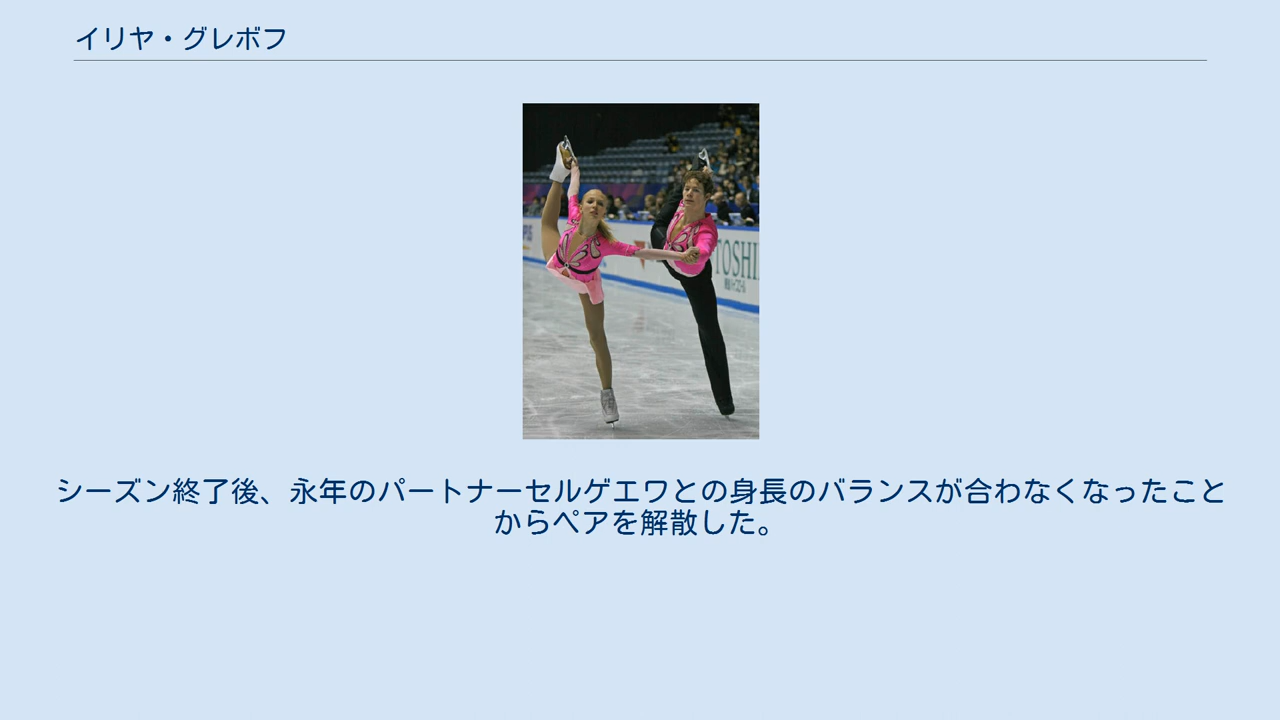 イリヤ・グレボフ
TOSHI
シーズン終了後、永年のパートナーセルゲエワとの身長のバランスが合わなくなったこと
からペアを解散した。